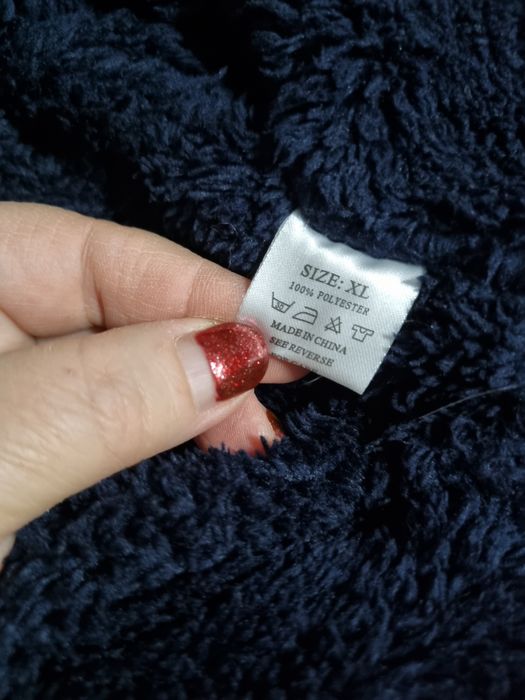 SIZE: XL
100% POLYESTER
MADE IN CHINA
SEE REVERSE